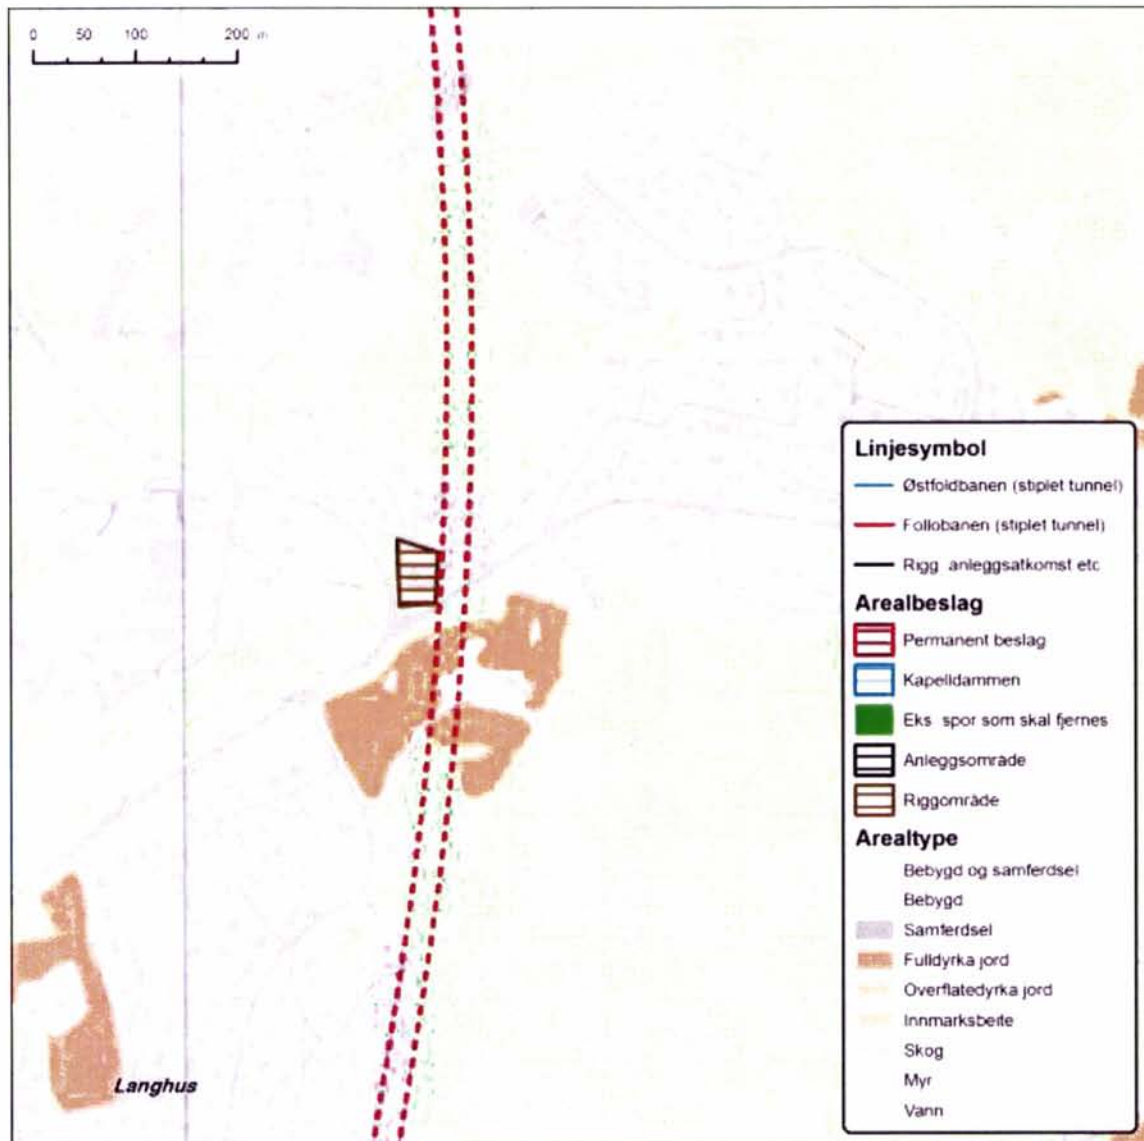 0 50 100 200 m
Linjesymbol
Østfoldbanen (stiplet tunnel)
Follobanen (stiplet tunnel)
Rigg anleggsatkomst etc
Arealbeslag
Permanent beslag
Kapelldammen
Eks spor som skal fjernes
Anleggsområde
Riggområde
Arealtype
Bebygd og samferdsel
Bebygd
Samferdsel
Fulldyrka jord
Overflatedyrka jord
Innmarksbeite
Skog
Myr
Vann
Langhus